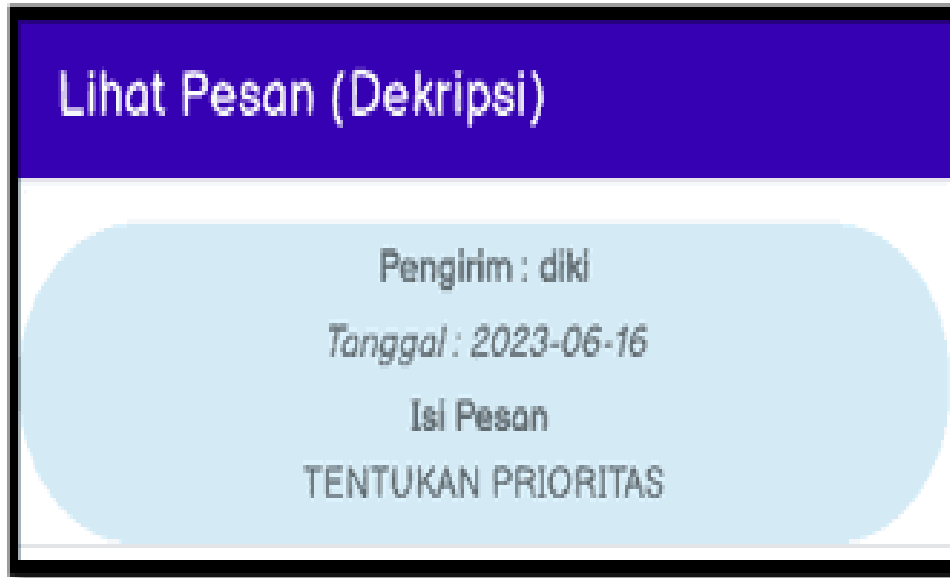 Lihat Pesan (Dekripsi)
Pengirim : diki
Tanggal : 2023-06-16
Isi Pesan
TENTUKAN PRIORITAS